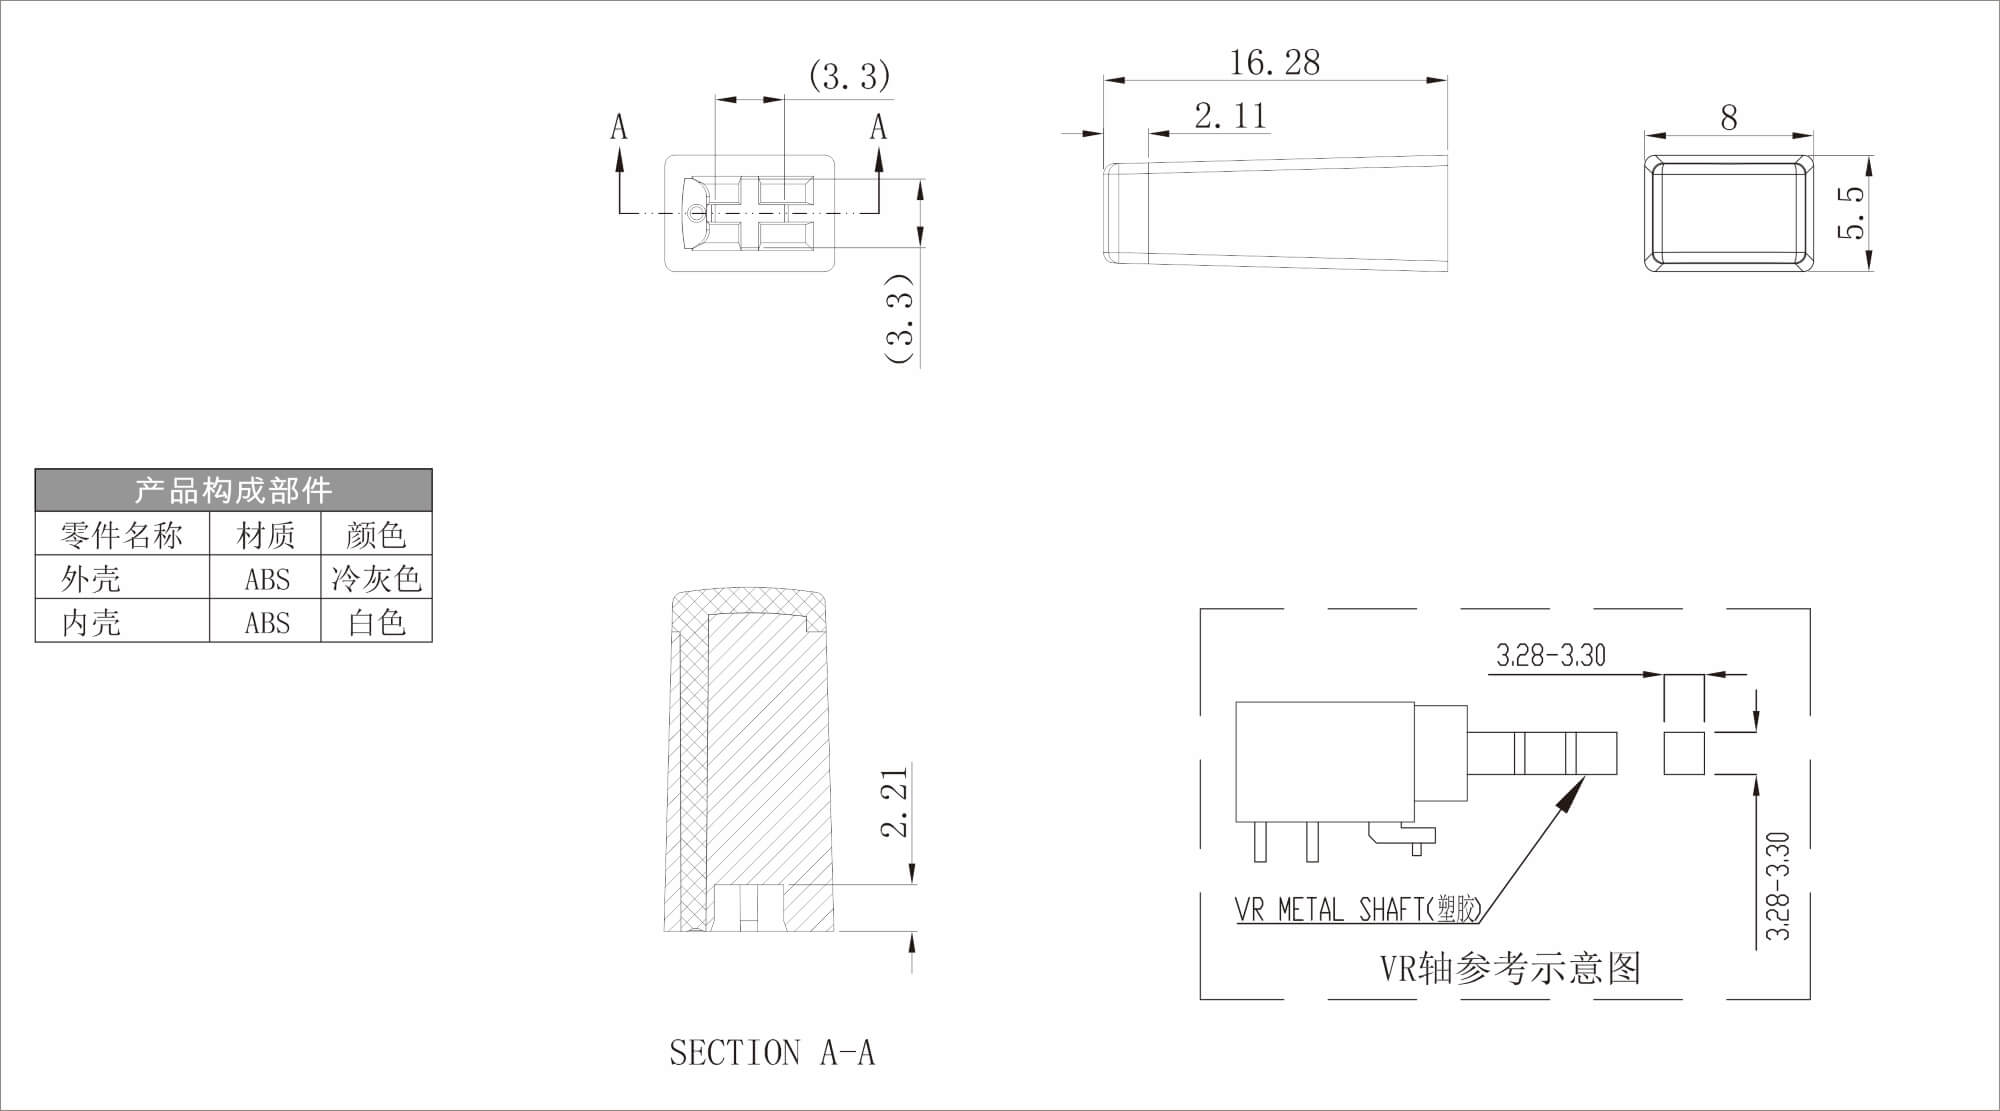 (3.3)
A
A
(3.3)
16.28
2.11
8
5.5
产品构成部件
零件名称 材质 颜色
外壳 ABS 冷灰色
内壳 ABS 白色
2.21
SECTION A-A
3.28-3.30
3.28-3.30
VR METAL SHAFT(塑胶)
VR轴参考示意图